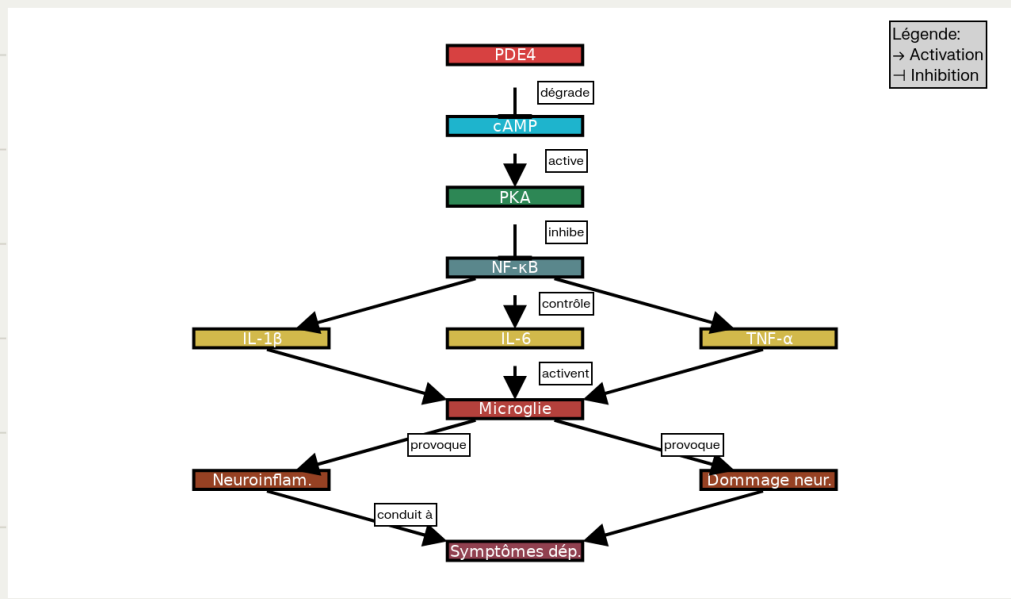 Légende:
→ Activation
⊣ Inhibition
PDE4
dégrade
cAMP
active
PKA
inhibe
NF-κB
contrôle
IL-1β
IL-6
TNF-α
activent
Microglie
provoque
provoque
Neuroinflam.
Dommage neur.
conduit à
Symptômes dép.